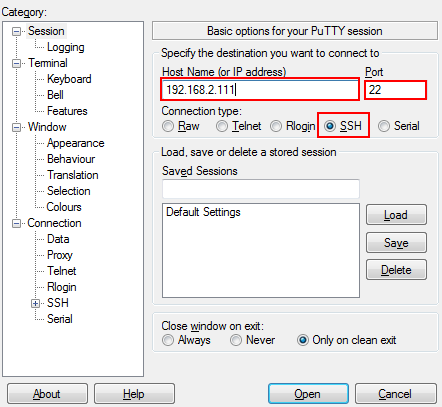 Category:
Session
Logging
Terminal
Keyboard
Bell
Features
Window
Appearance
Behaviour
Translation
Selection
Colours
Connection
Data
Proxy
Telnet
Rlogin
SSH
Serial
Basic options for your PuTTY session
Specify the destination you want to connect to
Host Name (or IP address) Port
192.168.2.111 22
Connection type:
Raw Telnet Rlogin SSH Serial
Load, save or delete a stored session
Saved Sessions
Default Settings
Load
Save
Delete
Close window on exit:
Always Never Only on clean exit
About Help Open Cancel